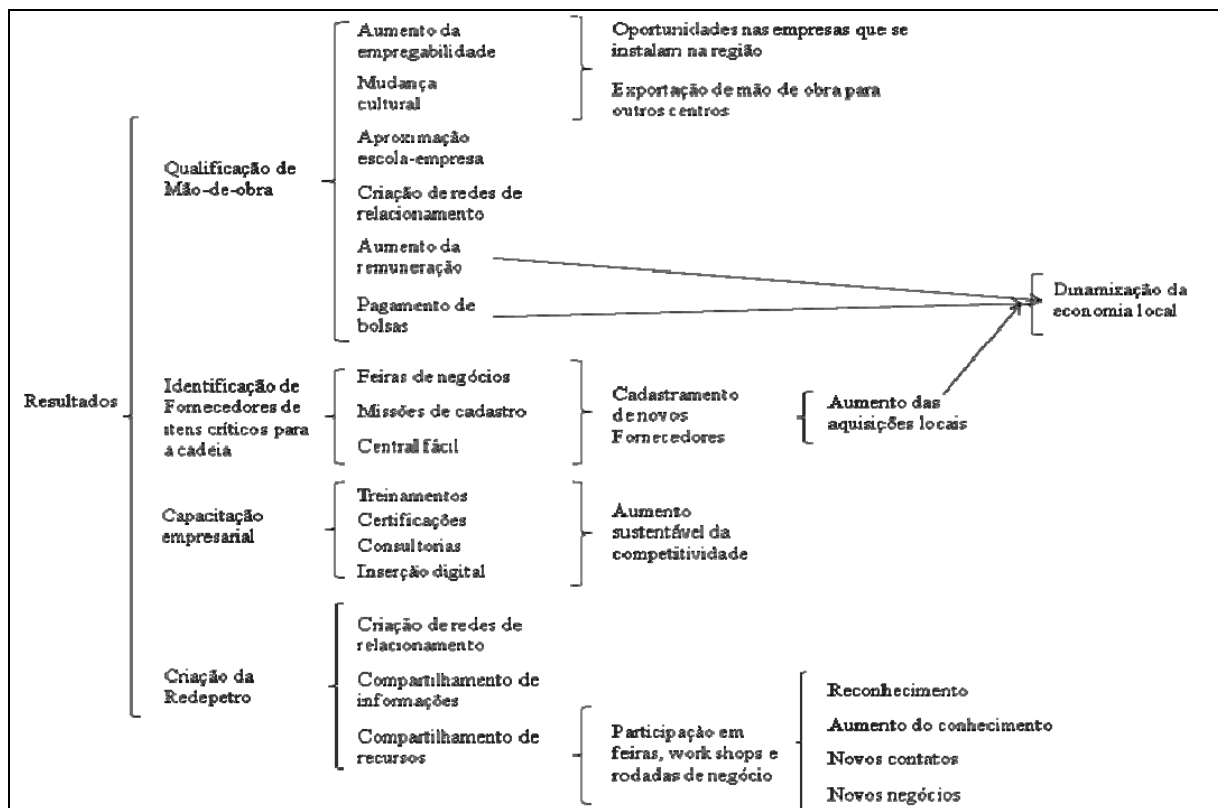 Resultados
Qualificação de
Mão-de-obra
Aumento da
empregabilidade
Mudança
cultural
Aproximação
escola-empresa
Criação de redes de
relacionamento
Aumento da
remuneração
Pagamento de
bolsas
Oportunidades nas empresas que se
instalam na região
Exportação de mão de obra para
outros centros
Dinamização da
economia local
Identificação de
Fornecedores de
itens críticos para
a cadeia
Feiras de negócios
Missões de cadastro
Central fácil
Cadastramento
de novos
Fornecedores
Aumento das
aquisições locais
Capacitação
empresarial
Treinamentos
Certificações
Consultorias
Inserção digital
Aumento
sustentável da
competitividade
Criação da
Redepetro
Criação de redes de
relacionamento
Compartilhamento de
informações
Compartilhamento de
recursos
Participação em
feiras, work shops e
rodadas de negócio
Reconhecimento
Aumento do conhecimento
Novos contatos
Novos negócios